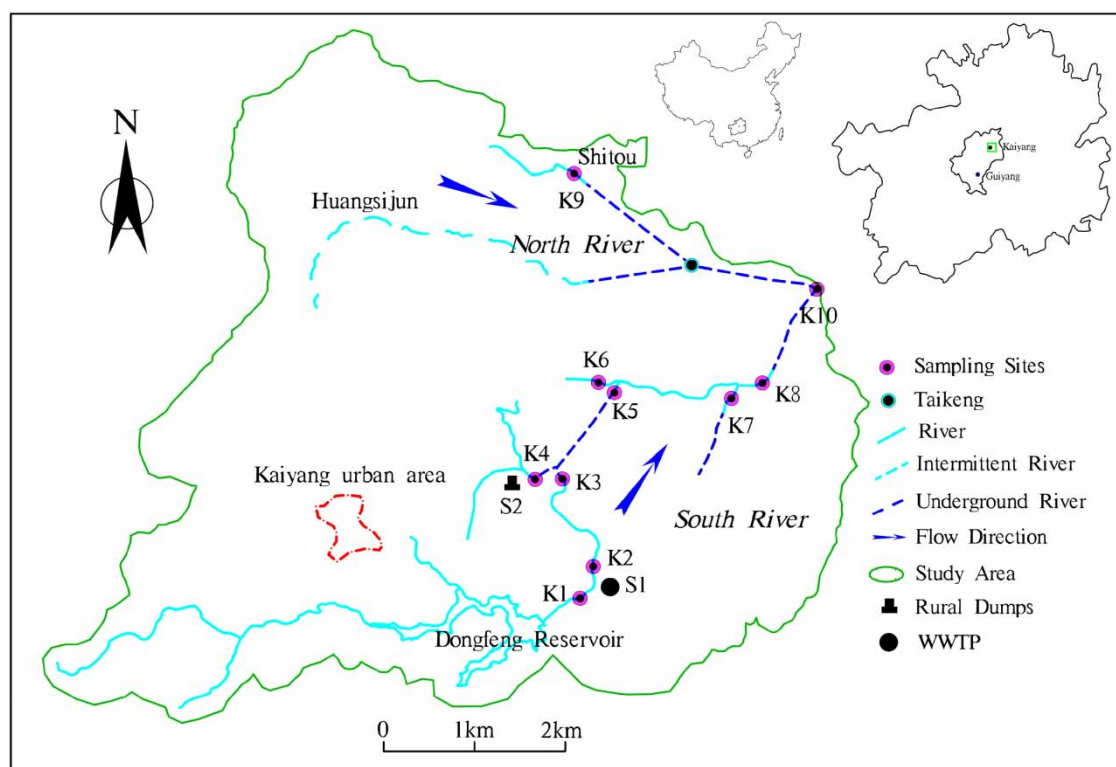 N
Shitou
K9
Huangsijun
North River
K10
Kaiyang
Guiyang
K6
K5
K8
K7
K4
K3
S2
Kaiyang urban area
South River
K2
S1
K1
Dongfeng Reservoir
0 1km 2km
Sampling Sites
Taikeng
River
Intermittent River
Underground River
Flow Direction
Study Area
Rural Dumps
WWTP